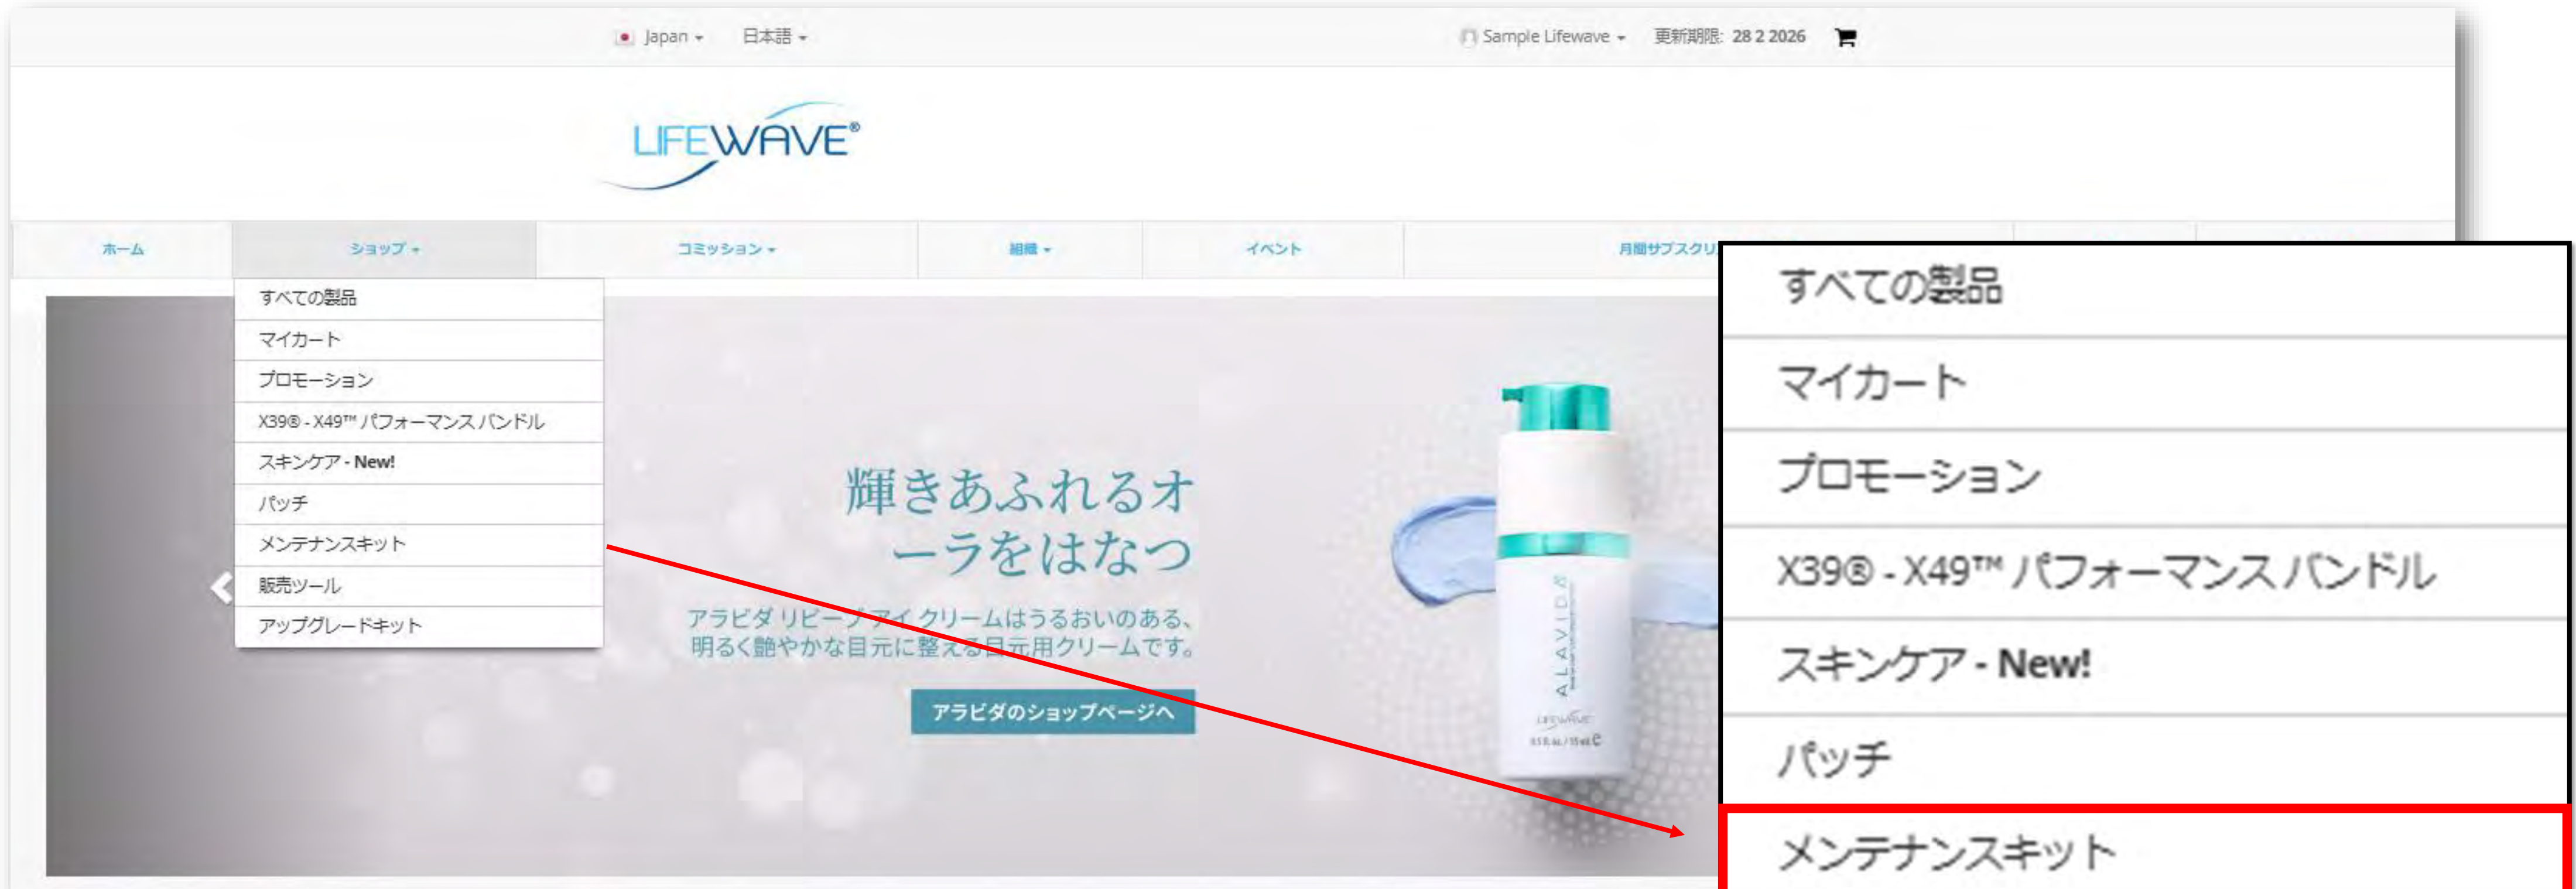 Japan 日本語
Sample Lifewave 更新期限: 28 2 2026
LIFEWAVE®
ホーム ショップ コミッション 組織 イベント 月間サブスクリ
すべての製品
マイカート
プロモーション
X39® - X49™ パフォーマンス バンドル
スキンケア - New!
パッチ
メンテナンスキット
販売ツール
アップグレードキット
輝きあふれるオ
ーラをはなつ
アラビダ リビーブ アイ クリームはうるおいのある、
明るく艶やかな目元に整える目元用クリームです。
アラビダのショップページへ
ALAVIDA
LIFEWAVE
すべての製品
マイカート
プロモーション
X39® - X49™ パフォーマンス バンドル
スキンケア - New!
パッチ
メンテナンスキット